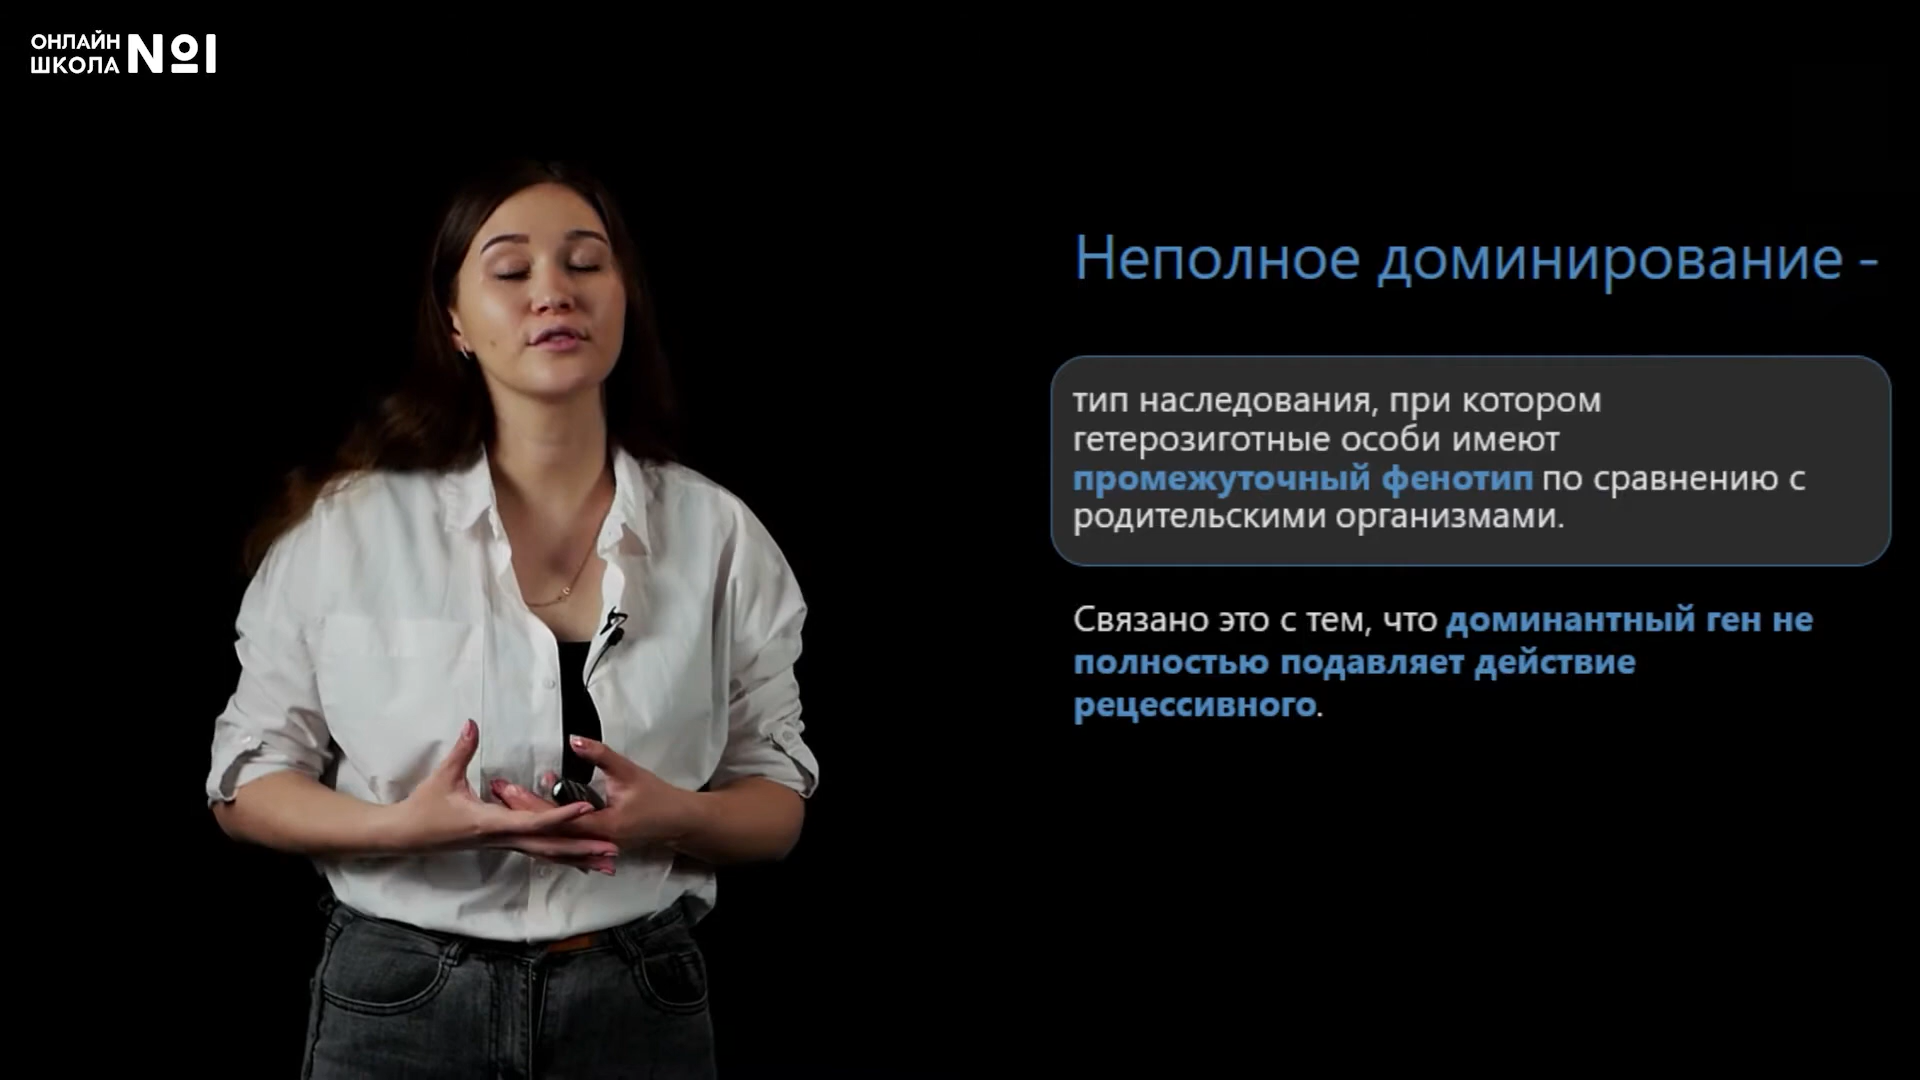 ОНЛАЙН
ШКОЛА №1
Неполное доминирование -
тип наследования, при котором
гетерозиготные особи имеют
промежуточный фенотип по сравнению с
родительскими организмами.
Связано это с тем, что доминантный ген не
полностью подавляет действие
рецессивного.